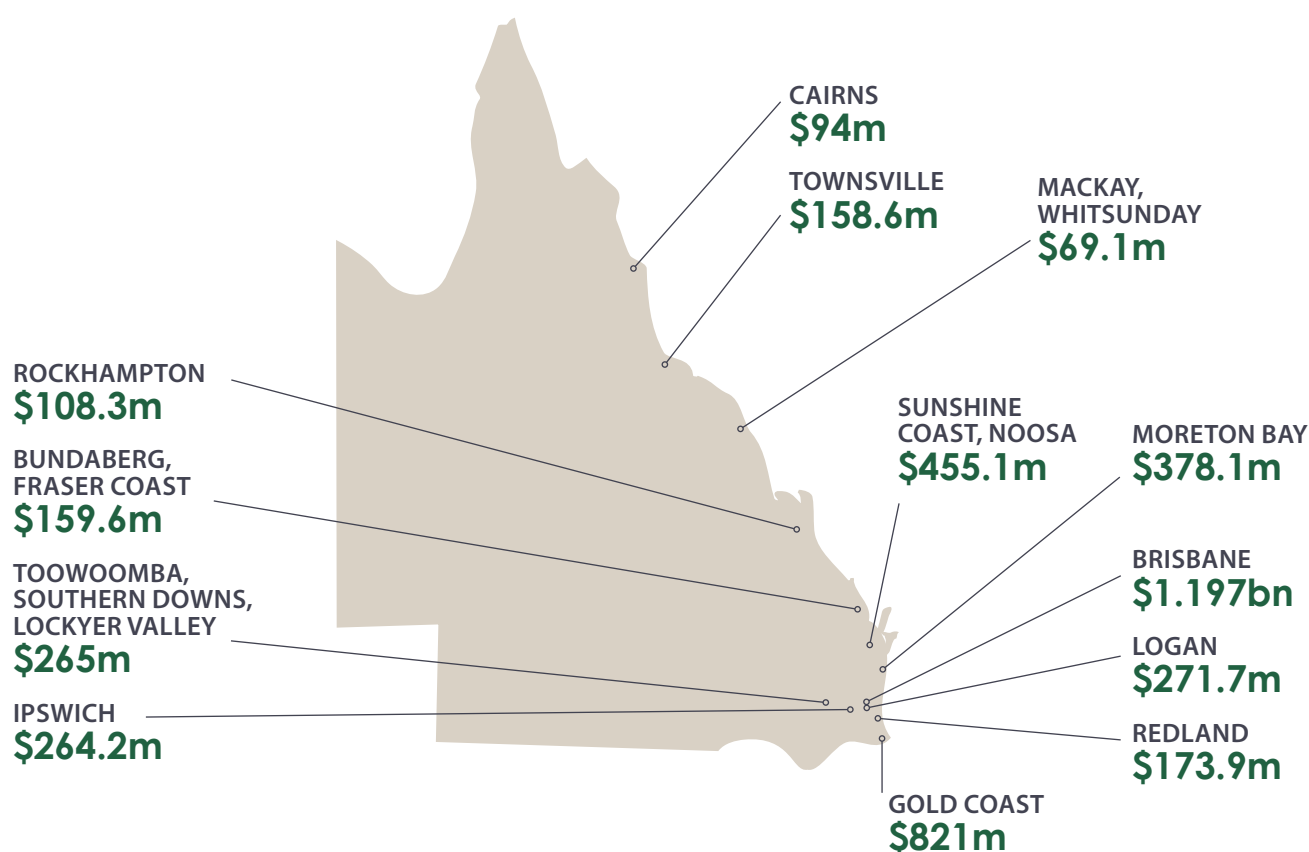 CAIRNS
$94m
TOWNSVILLE
$158.6m
MACKAY,
WHITSUNDAY
$69.1m
ROCKHAMPTON
$108.3m
BUNDABERG,
FRASER COAST
$159.6m
TOOWOOMBA,
SOUTHERN DOWNS,
LOCKYER VALLEY
$265m
IPSWICH
$264.2m
SUNSHINE
COAST, NOOSA
$455.1m
MORETON BAY
$378.1m
BRISBANE
$1.197bn
LOGAN
$271.7m
REDLAND
$173.9m
GOLD COAST
$821m